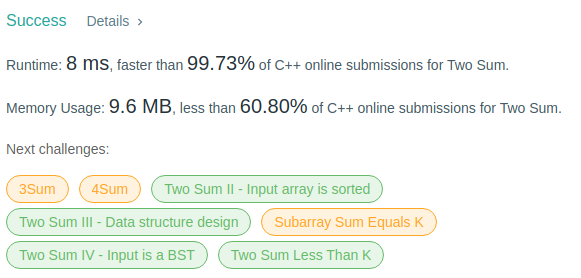 Success Details >
Runtime: 8 ms, faster than 99.73% of C++ online submissions for Two Sum.
Memory Usage: 9.6 MB, less than 60.80% of C++ online submissions for Two Sum.
Next challenges:
3Sum 4Sum Two Sum II - Input array is sorted
Two Sum III - Data structure design Subarray Sum Equals K
Two Sum IV - Input is a BST Two Sum Less Than K